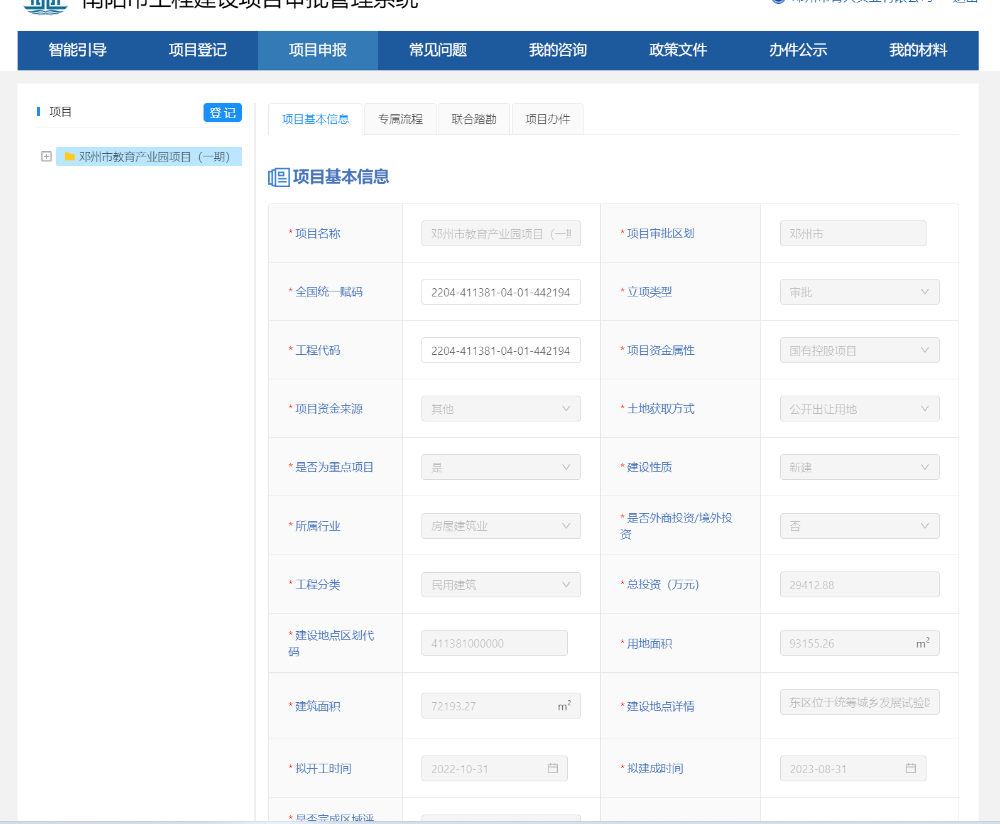 南阳市工程建设项目审批管理系统
退出
智能引导 项目登记 项目申报 常见问题 我的咨询 政策文件 办件公示 我的材料
项目 登记
邓州市教育产业园项目（一期）
项目基本信息 专属流程 联合踏勘 项目办件
项目基本信息
*项目名称 邓州市教育产业园项目（一期 *项目审批区划 邓州市
*全国统一赋码 2204-411381-04-01-442194 *立项类型 审批
*工程代码 2204-411381-04-01-442194 *项目资金属性 国有控股项目
*项目资金来源 其他 *土地获取方式 公开出让用地
*是否为重点项目 是 *建设性质 新建
*所属行业 房屋建筑业 *是否外商投资/境外投
资 否
*工程分类 民用建筑 *总投资（万元） 29412.88
*建设地点区划代
码 411381000000 *用地面积 93155.26 m²
*建筑面积 72193.27 m² *建设地点详情 东区位于统筹城乡发展试验区
*拟开工时间 2022-10-31 *拟建成时间 2023-08-31
*是否完成区域评